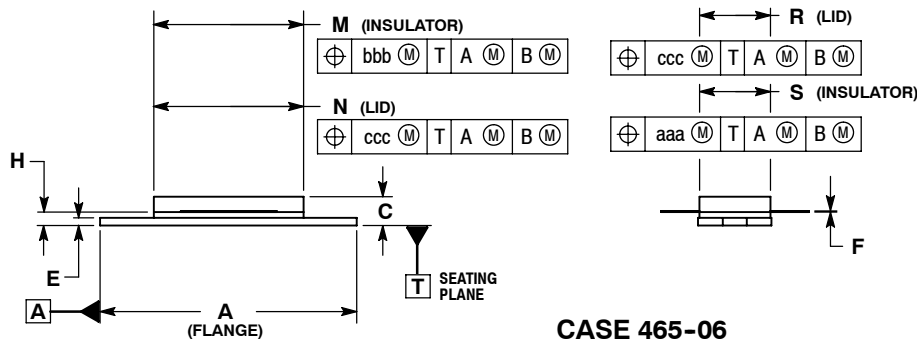 M (INSULATOR)
⌖ bbb Ⓜ T A Ⓜ B Ⓜ
N (LID)
⌖ ccc Ⓜ T A Ⓜ B Ⓜ
R (LID)
⌖ ccc Ⓜ T A Ⓜ B Ⓜ
S (INSULATOR)
⌖ aaa Ⓜ T A Ⓜ B Ⓜ
H
C
E
F
T SEATING
PLANE
A
A
(FLANGE)
CASE 465-06